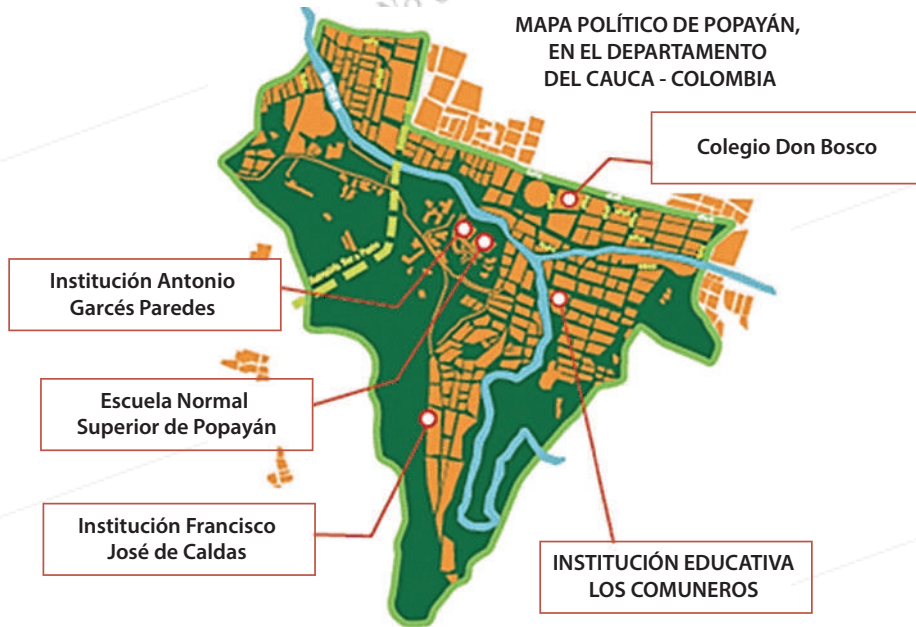 MAPA POLÍTICO DE POPAYÁN,
EN EL DEPARTAMENTO
DEL CAUCA - COLOMBIA
Colegio Don Bosco
Institución Antonio
Garcés Paredes
Escuela Normal
Superior de Popayán
Institución Francisco
José de Caldas
INSTITUCIÓN EDUCATIVA
LOS COMUNEROS